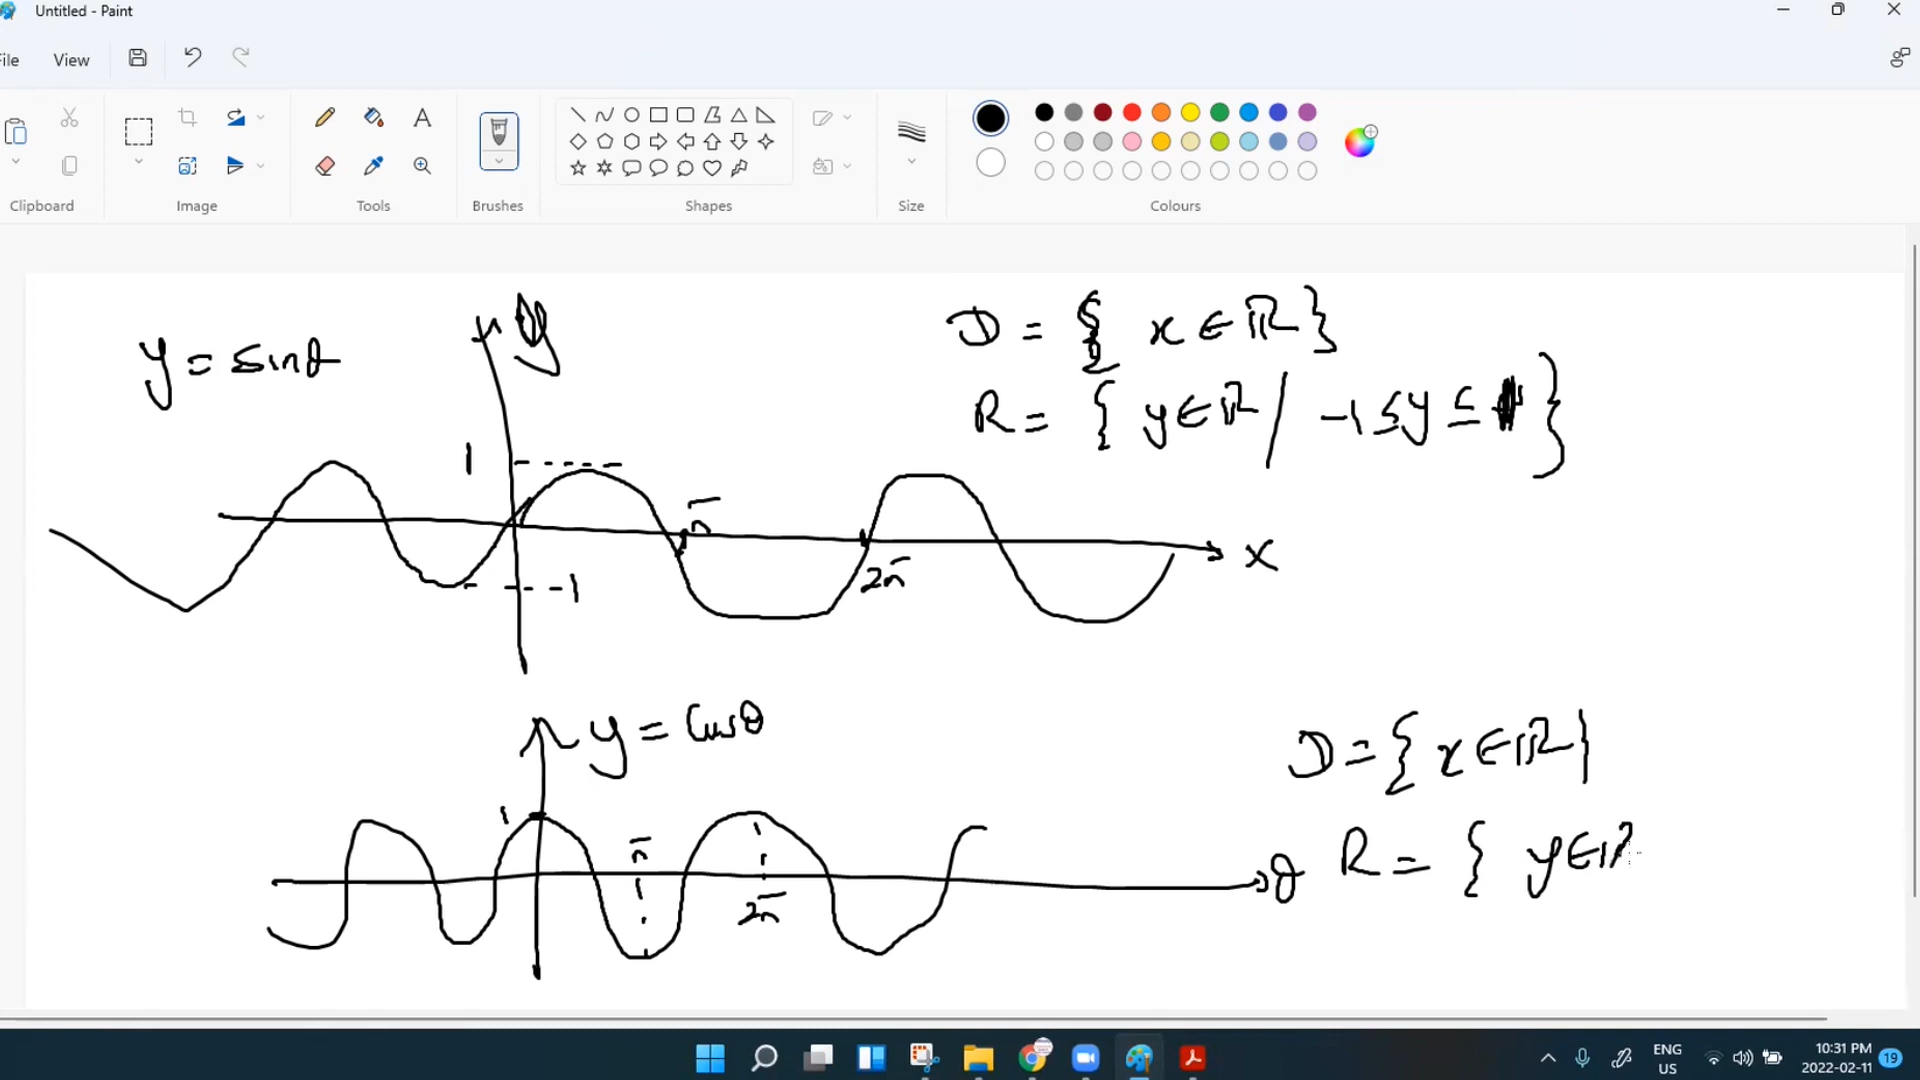 Untitled - Paint
File View
Clipboard Image Tools Brushes Shapes Size Colours
y = sinθ
y
D = { x ∈ ℝ }
R = { y ∈ ℝ / -1 ≤ y ≤ 1 }
1
π
x
2π
-1
y = Cosθ
D = { x ∈ ℝ }
1
π
θ
R = { y ∈ ℝ
2π
ENG
US
10:31 PM
2022-02-11
19